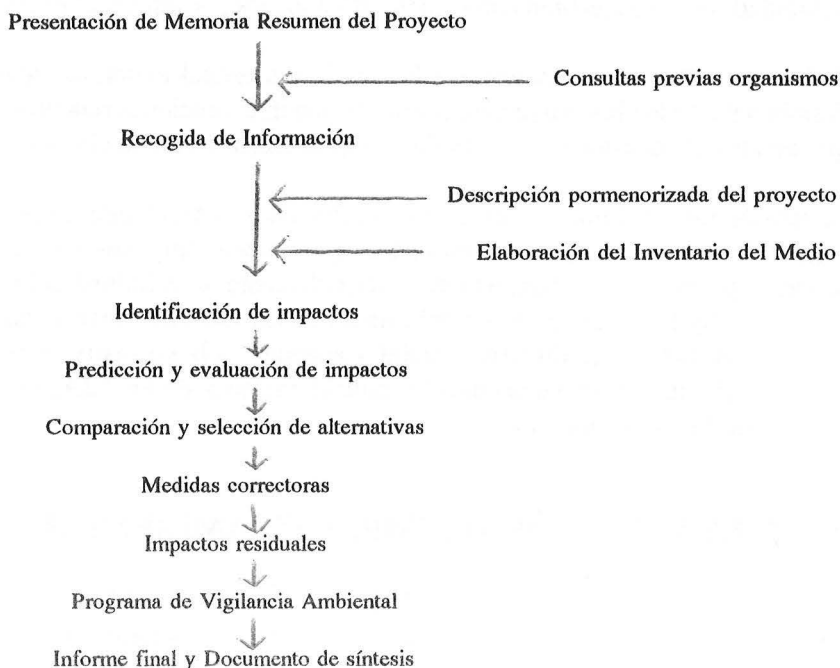 Presentación de Memoria Resumen del Proyecto
Consultas previas organismos
Recogida de Información
Descripción pormenorizada del proyecto
Elaboración del Inventario del Medio
Identificación de impactos
Predicción y evaluación de impactos
Comparación y selección de alternativas
Medidas correctoras
Impactos residuales
Programa de Vigilancia Ambiental
Informe final y Documento de síntesis